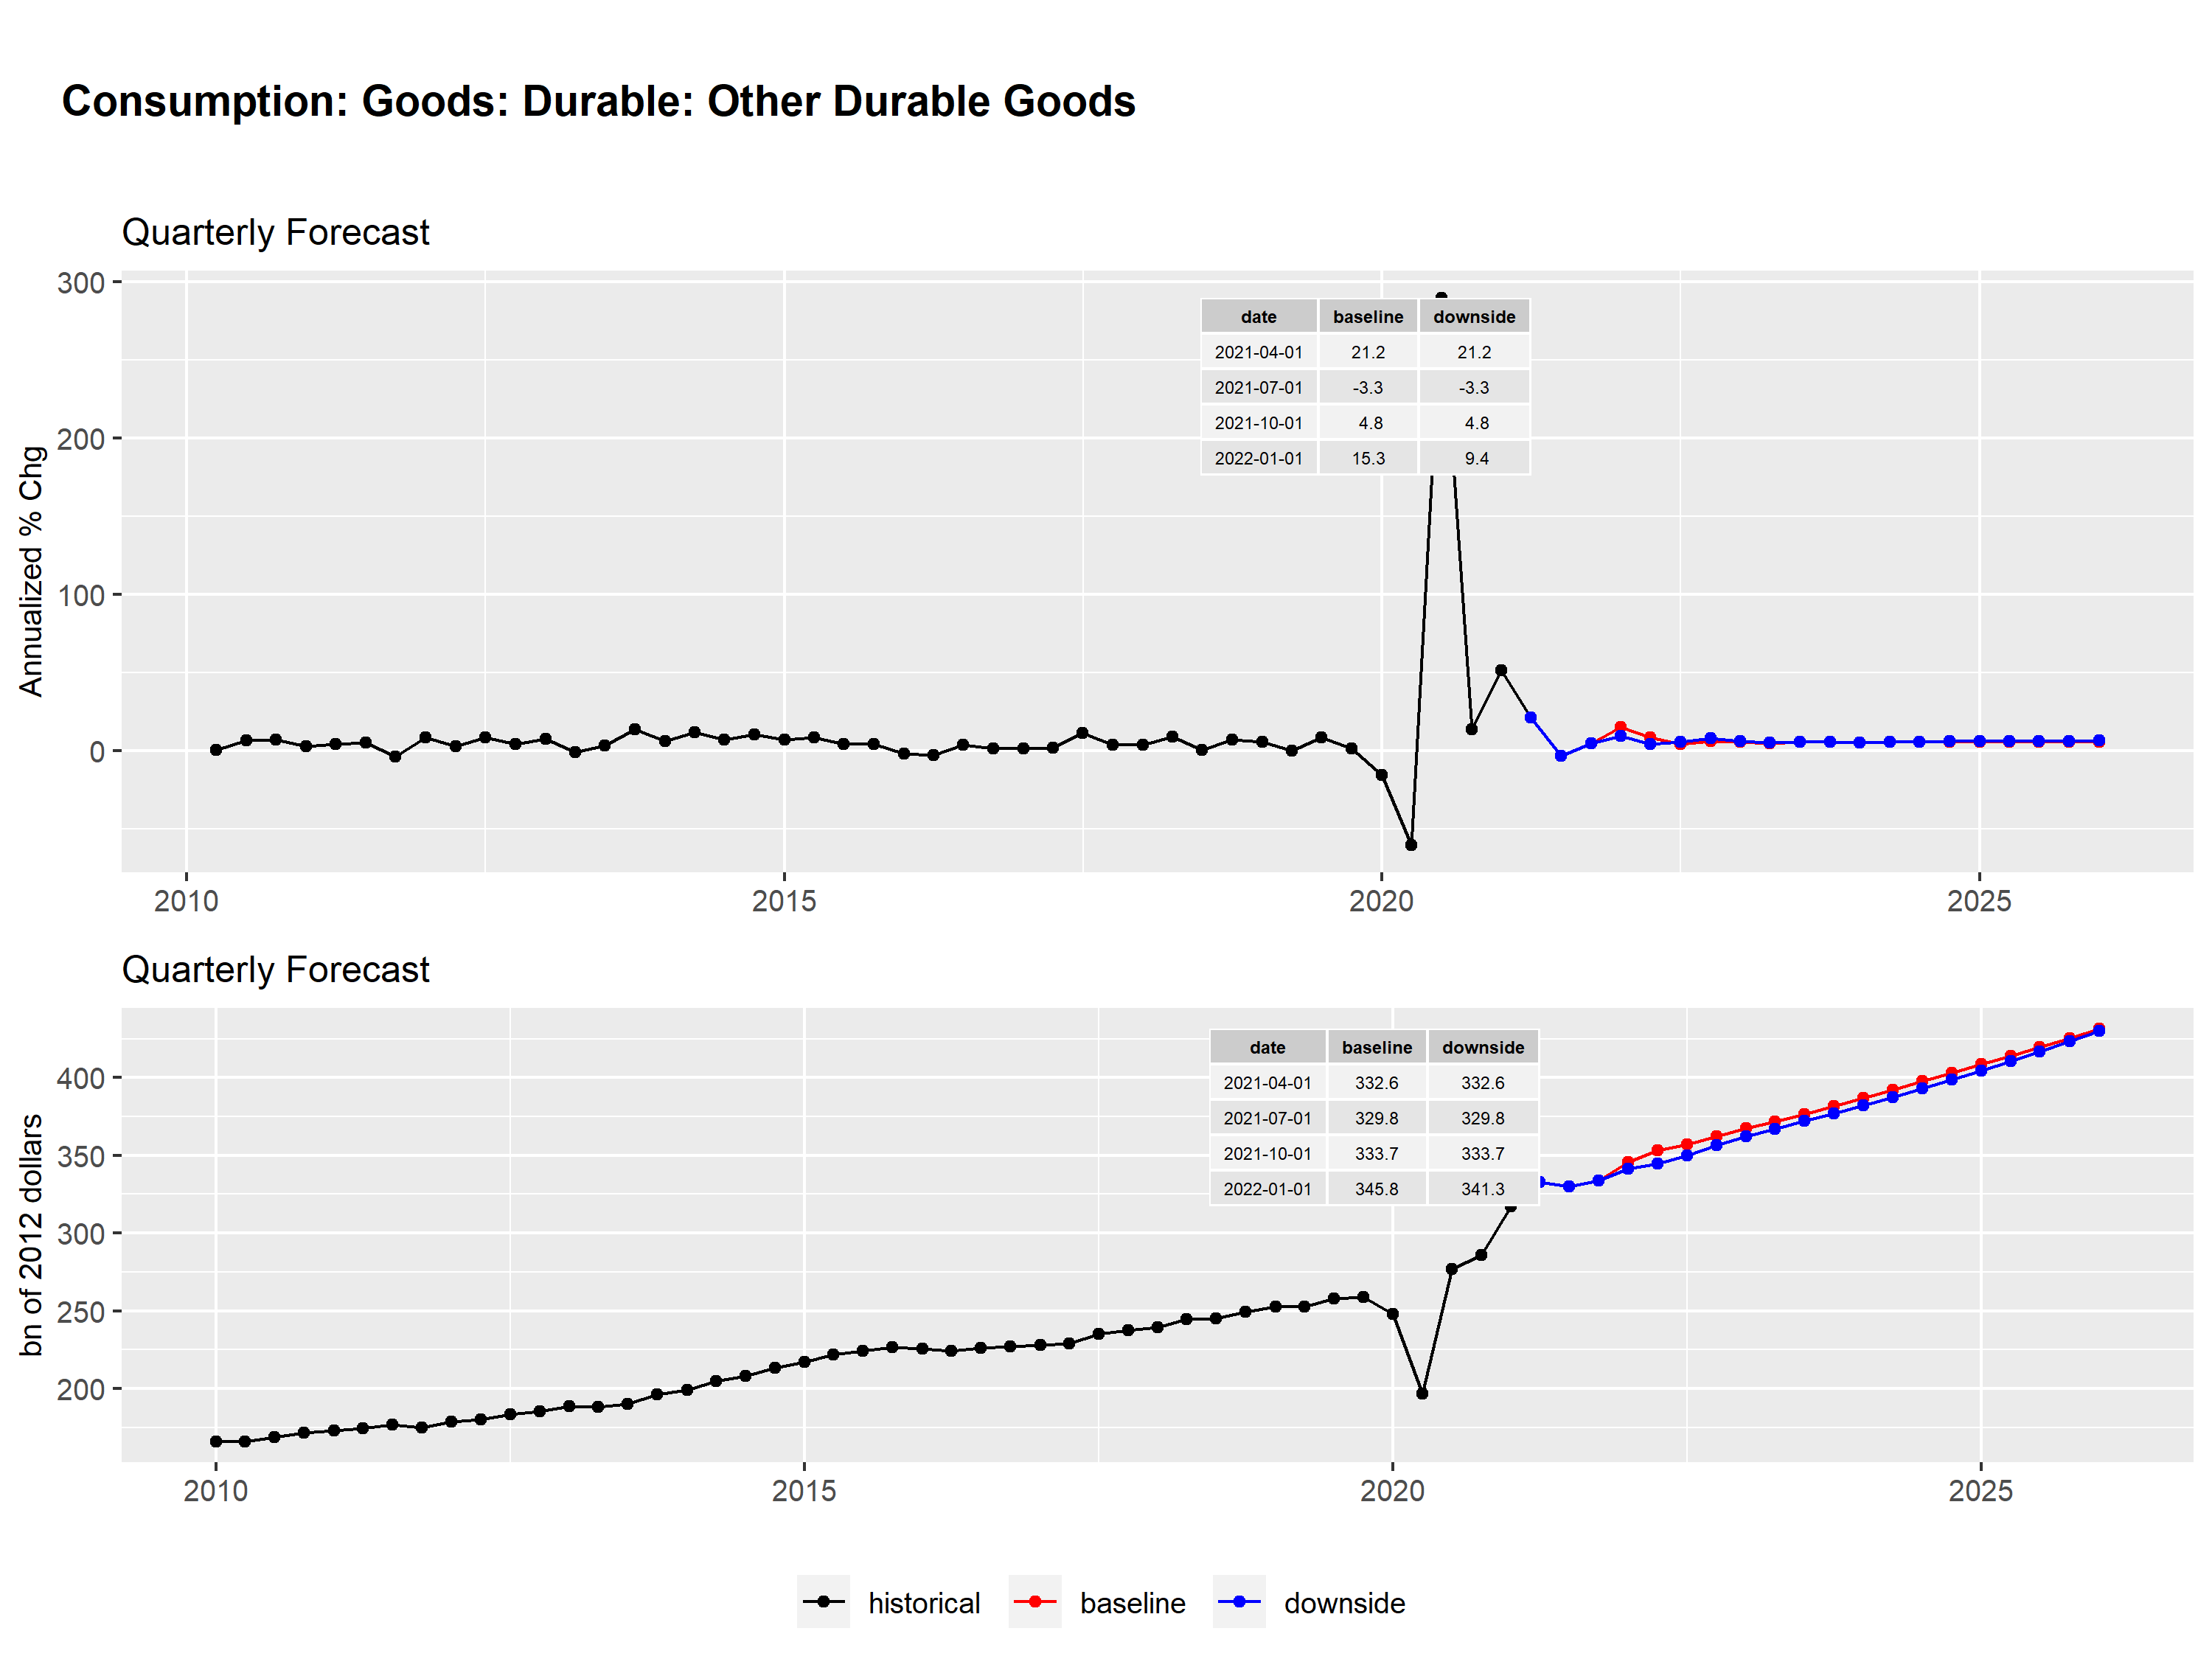 Consumption: Goods: Durable: Other Durable Goods
Quarterly Forecast
Annualized % Chg
300
200
100
0
date baseline downside
2021-04-01 21.2 21.2
2021-07-01 -3.3 -3.3
2021-10-01 4.8 4.8
2022-01-01 15.3 9.4
2010 2015 2020 2025
Quarterly Forecast
bn of 2012 dollars
400
350
300
250
200
date baseline downside
2021-04-01 332.6 332.6
2021-07-01 329.8 329.8
2021-10-01 333.7 333.7
2022-01-01 345.8 341.3
2010 2015 2020 2025
historical baseline downside